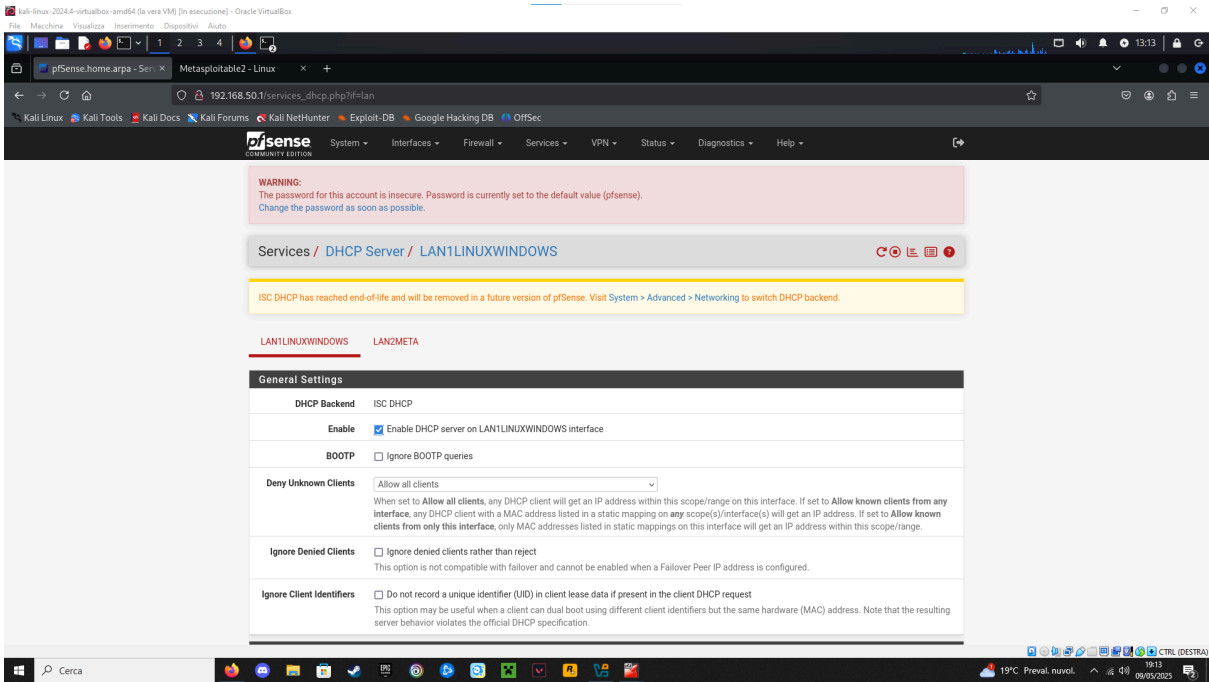 kali-linux-2024.4-virtualbox-amd64 (la vera VM) [In esecuzione] - Oracle VirtualBox
File Macchina Visualizza Inserimento Dispositivi Aiuto
1 2 3 4
13:13
pfSense.home.arpa - Ser
Metasploitable2 - Linux
192.168.50.1/services_dhcp.php?if=lan
Kali Linux Kali Tools Kali Docs Kali Forums Kali NetHunter Exploit-DB Google Hacking DB OffSec
pfsense
COMMUNITY EDITION
System Interfaces Firewall Services VPN Status Diagnostics Help
WARNING:
The password for this account is insecure. Password is currently set to the default value (pfsense).
Change the password as soon as possible.
Services / DHCP Server / LAN1LINUXWINDOWS
ISC DHCP has reached end-of-life and will be removed in a future version of pfSense. Visit System > Advanced > Networking to switch DHCP backend.
LAN1LINUXWINDOWS LAN2META
General Settings
DHCP Backend ISC DHCP
Enable Enable DHCP server on LAN1LINUXWINDOWS interface
BOOTP Ignore BOOTP queries
Deny Unknown Clients Allow all clients
When set to Allow all clients, any DHCP client will get an IP address within this scope/range on this interface. If set to Allow known clients from any
interface, any DHCP client with a MAC address listed in a static mapping on any scope(s)/interface(s) will get an IP address. If set to Allow known
clients from only this interface, only MAC addresses listed in static mappings on this interface will get an IP address within this scope/range.
Ignore Denied Clients Ignore denied clients rather than reject
This option is not compatible with failover and cannot be enabled when a Failover Peer IP address is configured.
Ignore Client Identifiers Do not record a unique identifier (UID) in client lease data if present in the client DHCP request
This option may be useful when a client can dual boot using different client identifiers but the same hardware (MAC) address. Note that the resulting
server behavior violates the official DHCP specification.
CTRL (DESTRA)
Cerca
19°C Preval. nuvol.
19:13
09/05/2025